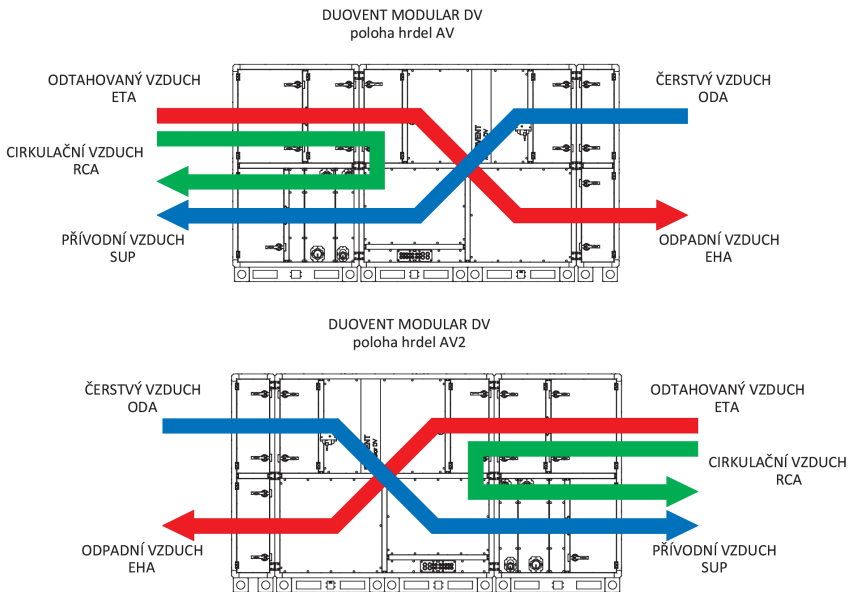 DUOVENT MODULAR DV
poloha hrdel AV
ODTAHOVANÝ VZDUCH
ETA
ČERSTVÝ VZDUCH
ODA
CIRKULAČNÍ VZDUCH
RCA
PŘÍVODNÍ VZDUCH
SUP
ODPADNÍ VZDUCH
EHA
DUOVENT MODULAR DV
poloha hrdel AV2
ČERSTVÝ VZDUCH
ODA
ODTAHOVANÝ VZDUCH
ETA
CIRKULAČNÍ VZDUCH
RCA
ODPADNÍ VZDUCH
EHA
PŘÍVODNÍ VZDUCH
SUP